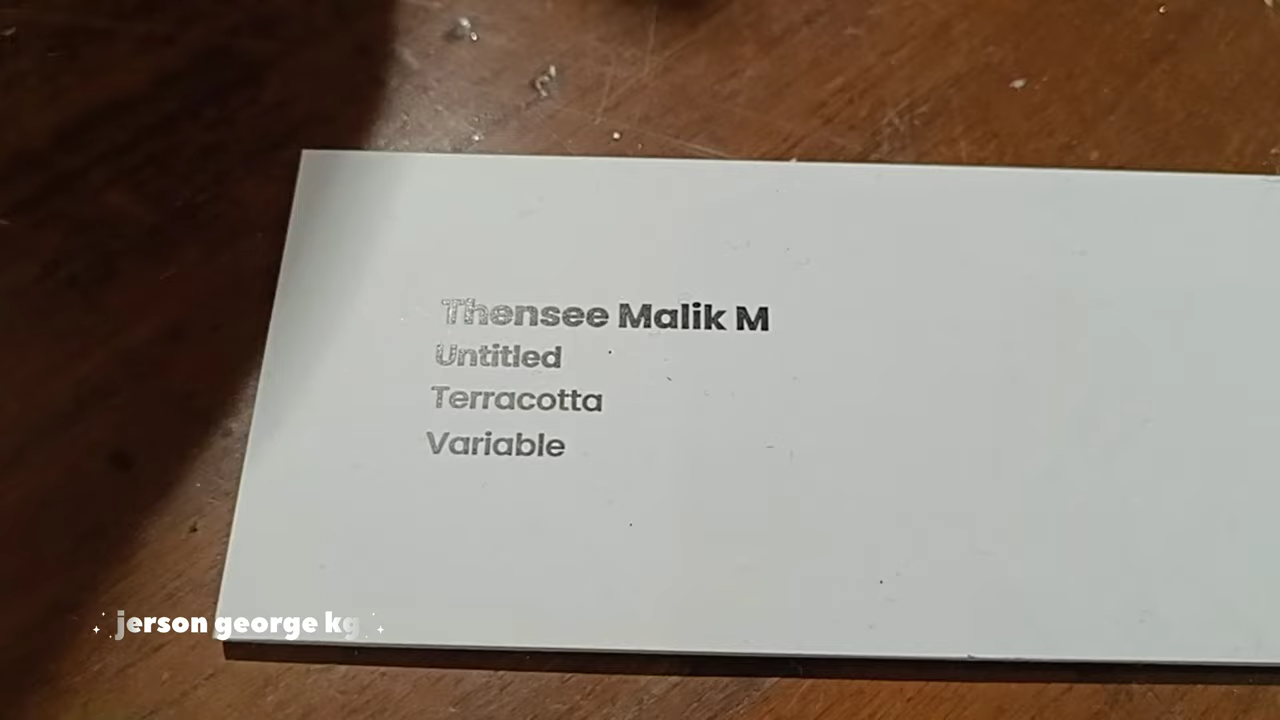 Thensee Malik M
Untitled
Terracotta
Variable
jerson george kg